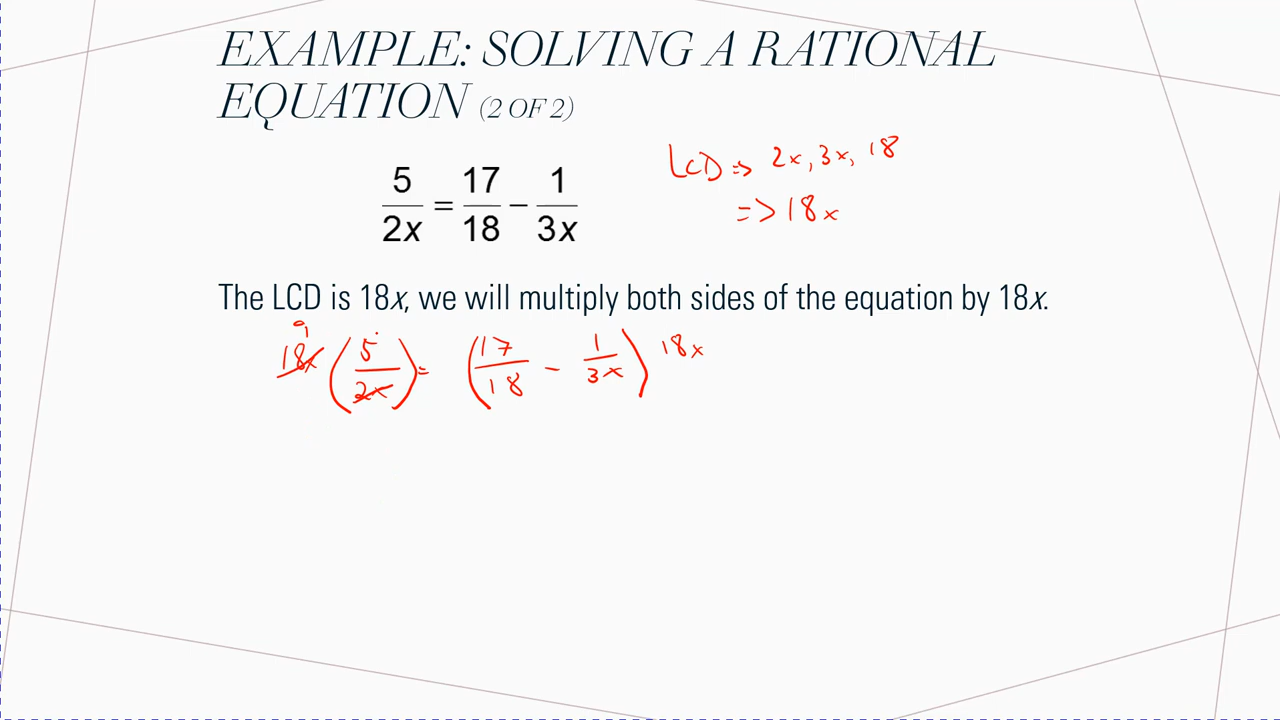 EXAMPLE: SOLVING A RATIONAL
EQUATION (2 OF 2)
5/2x = 17/18 − 1/3x
LCD => 2x, 3x, 18
=> 18x
The LCD is 18x, we will multiply both sides of the equation by 18x.
9
18x (5/2x) = (17/18 − 1/3x) 18x